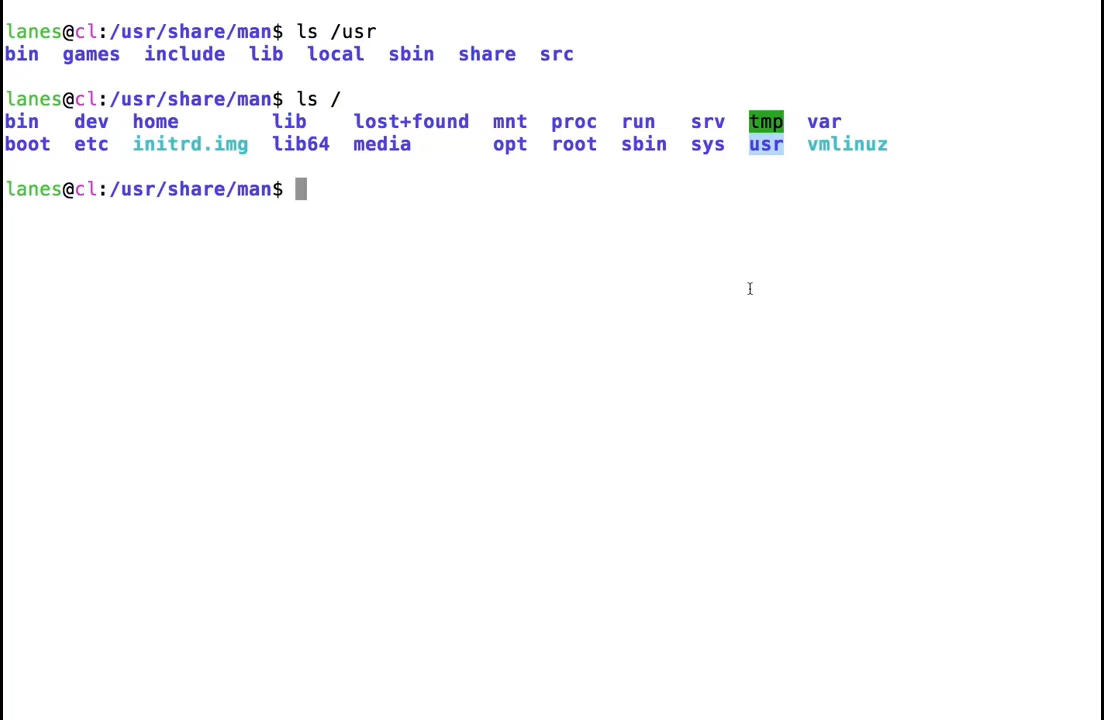 lanes@cl:/usr/share/man$ ls /usr
bin  games  include  lib  local  sbin  share  src
lanes@cl:/usr/share/man$ ls /
bin   dev  home        lib    lost+found  mnt  proc  run   srv  tmp  var
boot  etc  initrd.img  lib64  media       opt  root  sbin  sys  usr  vmlinuz
lanes@cl:/usr/share/man$